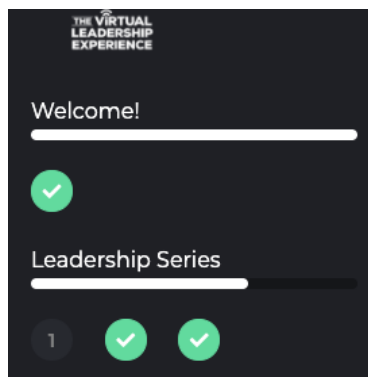 THE VIRTUAL
LEADERSHIP
EXPERIENCE
Welcome!
Leadership Series
1